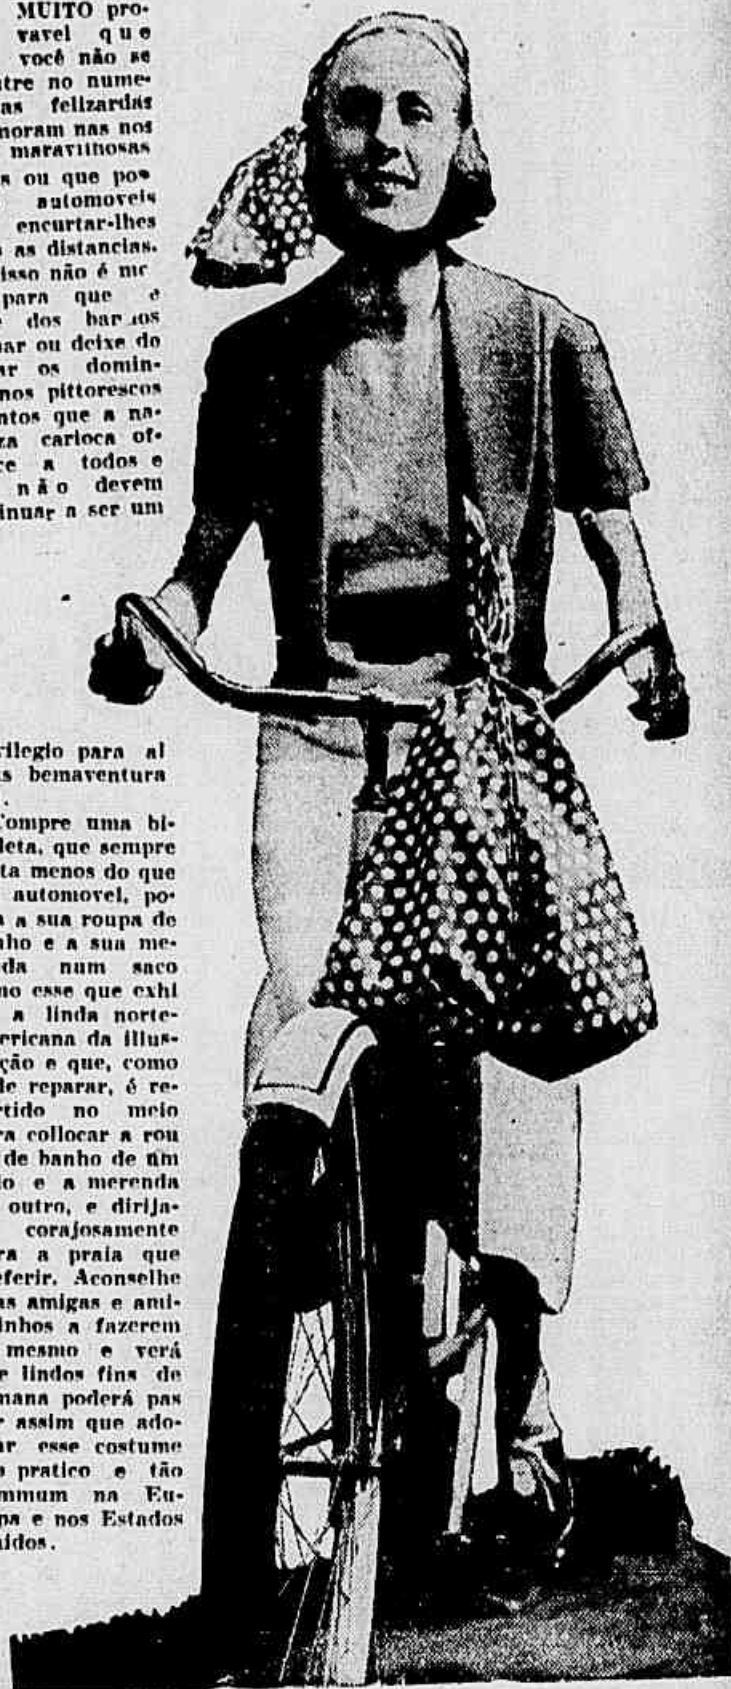 MUITO pro-
vavel que
você não se
tre no nume-
as felizardas
moram nas nos
maravilhosas
s ou que pos-
automoveis
encurtar-lhes
as distancias.
isso não é
para que
dos
ar ou deixe do
ar os domin-
nos pittorescos
ntos que a na-
za carioca of-
ce a todos e
não devem
inuar a ser um
rilegio para al
s bemaventura
.
ompre uma bi-
leta, que sempre
ta menos do que
automovel, po-
a a sua roupa de
nho e a sua me-
da num saco
mo esse que exhi
a linda norte-
ericana da illus-
ção e que, como
de reparar, é re-
rtido no meio
ra collocar a rou
de banho de um
o e a merenda
outro, e dirija-
corajosamente
ra a praia que
eferir. Aconselhe
as amigas e ami-
inhos a fazerem
mesmo e verá
e lindos fins de
mana poderá pas
r assim que ado-
ar esse costume
o pratico e tão
mmum na Eu-
pa e nos Estados
idos.